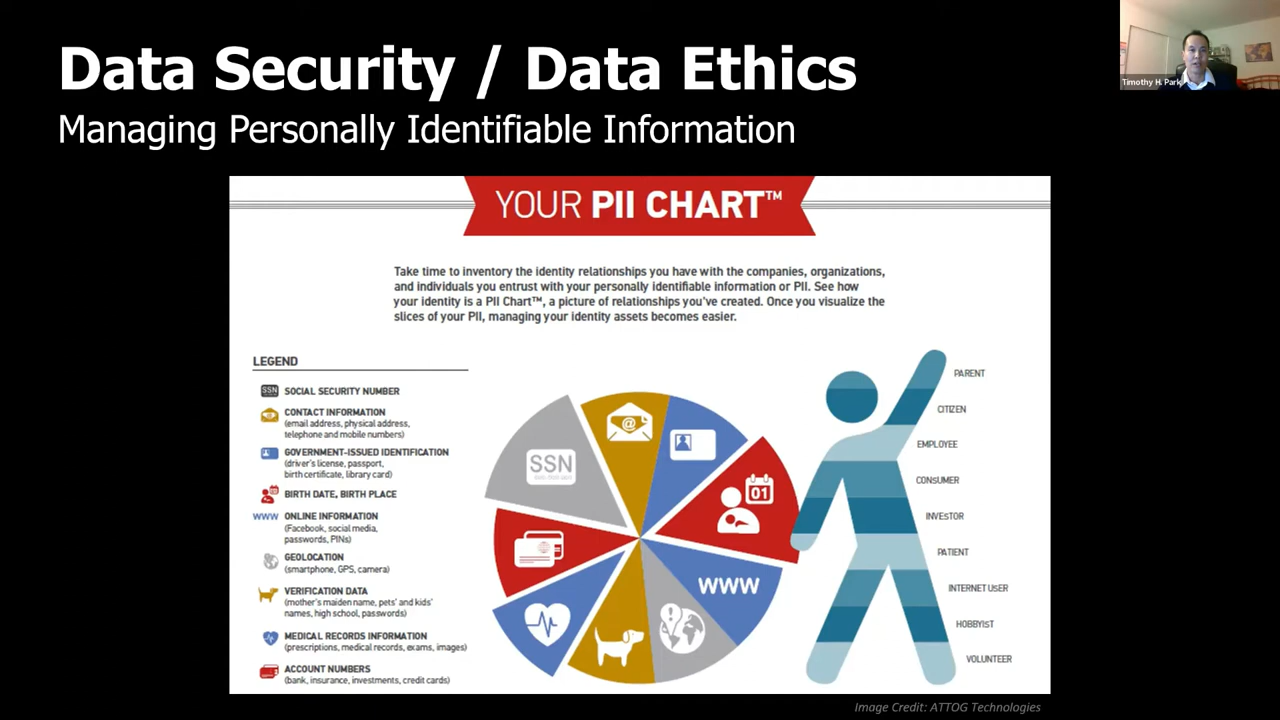 Data Security / Data Ethics
Managing Personally Identifiable Information
Timothy H. Park
YOUR PII CHART™
Take time to inventory the identity relationships you have with the companies, organizations,
and individuals you entrust with your personally identifiable information or PII. See how
your identity is a PII Chart™, a picture of relationships you've created. Once you visualize the
slices of your PII, managing your identity assets becomes easier.
LEGEND
SSN SOCIAL SECURITY NUMBER
CONTACT INFORMATION
(email address, physical address,
telephone and mobile numbers)
GOVERNMENT-ISSUED IDENTIFICATION
(driver's license, passport,
birth certificate, library card)
BIRTH DATE, BIRTH PLACE
WWW ONLINE INFORMATION
(Facebook, social media,
passwords, PINs)
GEOLOCATION
(smartphone, GPS, camera)
VERIFICATION DATA
(mother's maiden name, pets' and kids'
names, high school, passwords)
MEDICAL RECORDS INFORMATION
(prescriptions, medical records, exams, images)
ACCOUNT NUMBERS
(bank, insurance, investments, credit cards)
@
SSN
01
WWW
PARENT
CITIZEN
EMPLOYEE
CONSUMER
INVESTOR
PATIENT
INTERNET USER
HOBBYIST
VOLUNTEER
Image Credit: ATTOG Technologies